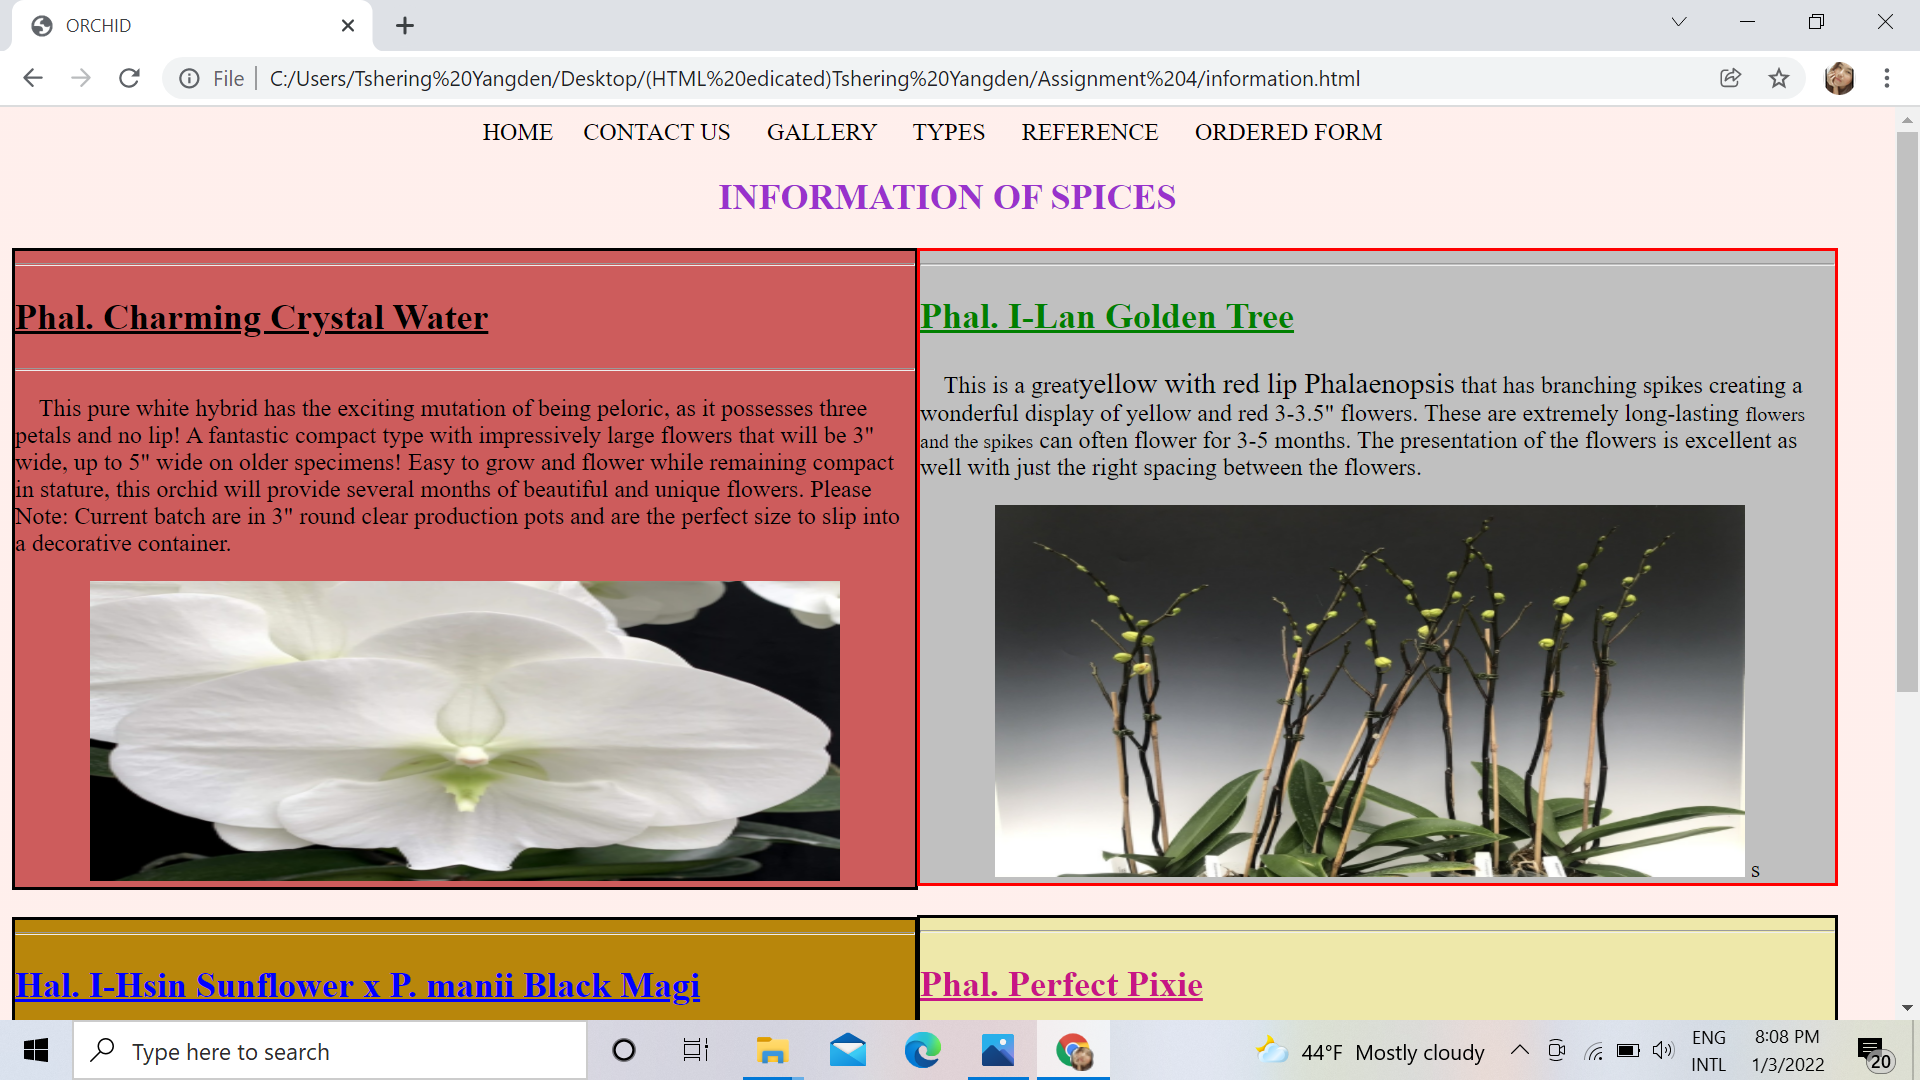 ORCHID
File
C:/Users/Tshering%20Yangden/Desktop/(HTML%20edicated)Tshering%20Yangden/Assignment%204/information.html
HOME CONTACT US GALLERY TYPES REFERENCE ORDERED FORM
INFORMATION OF SPICES
Phal. Charming Crystal Water
This pure white hybrid has the exciting mutation of being peloric, as it possesses three
petals and no lip! A fantastic compact type with impressively large flowers that will be 3"
wide, up to 5" wide on older specimens! Easy to grow and flower while remaining compact
in stature, this orchid will provide several months of beautiful and unique flowers. Please
Note: Current batch are in 3" round clear production pots and are the perfect size to slip into
a decorative container.
Phal. I-Lan Golden Tree
This is a greatyellow with red lip Phalaenopsis that has branching spikes creating a
wonderful display of yellow and red 3-3.5" flowers. These are extremely long-lasting flowers
and the spikes can often flower for 3-5 months. The presentation of the flowers is excellent as
well with just the right spacing between the flowers.
s
Hal. I-Hsin Sunflower x P. manii Black Magi
Phal. Perfect Pixie
Type here to search
44°F Mostly cloudy
ENG
INTL
8:08 PM
1/3/2022
20